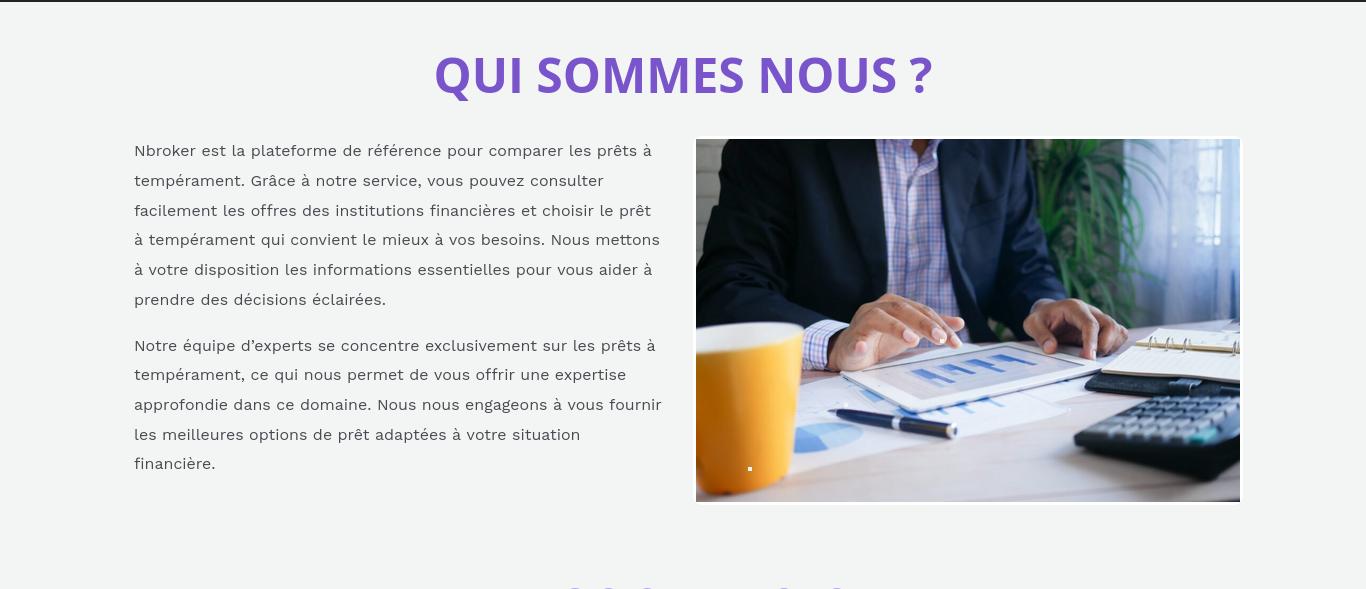 QUI SOMMES NOUS ?
Nbroker est la plateforme de référence pour comparer les prêts à
tempérament. Grâce à notre service, vous pouvez consulter
facilement les offres des institutions financières et choisir le prêt
à tempérament qui convient le mieux à vos besoins. Nous mettons
à votre disposition les informations essentielles pour vous aider à
prendre des décisions éclairées.
Notre équipe d’experts se concentre exclusivement sur les prêts à
tempérament, ce qui nous permet de vous offrir une expertise
approfondie dans ce domaine. Nous nous engageons à vous fournir
les meilleures options de prêt adaptées à votre situation
financière.